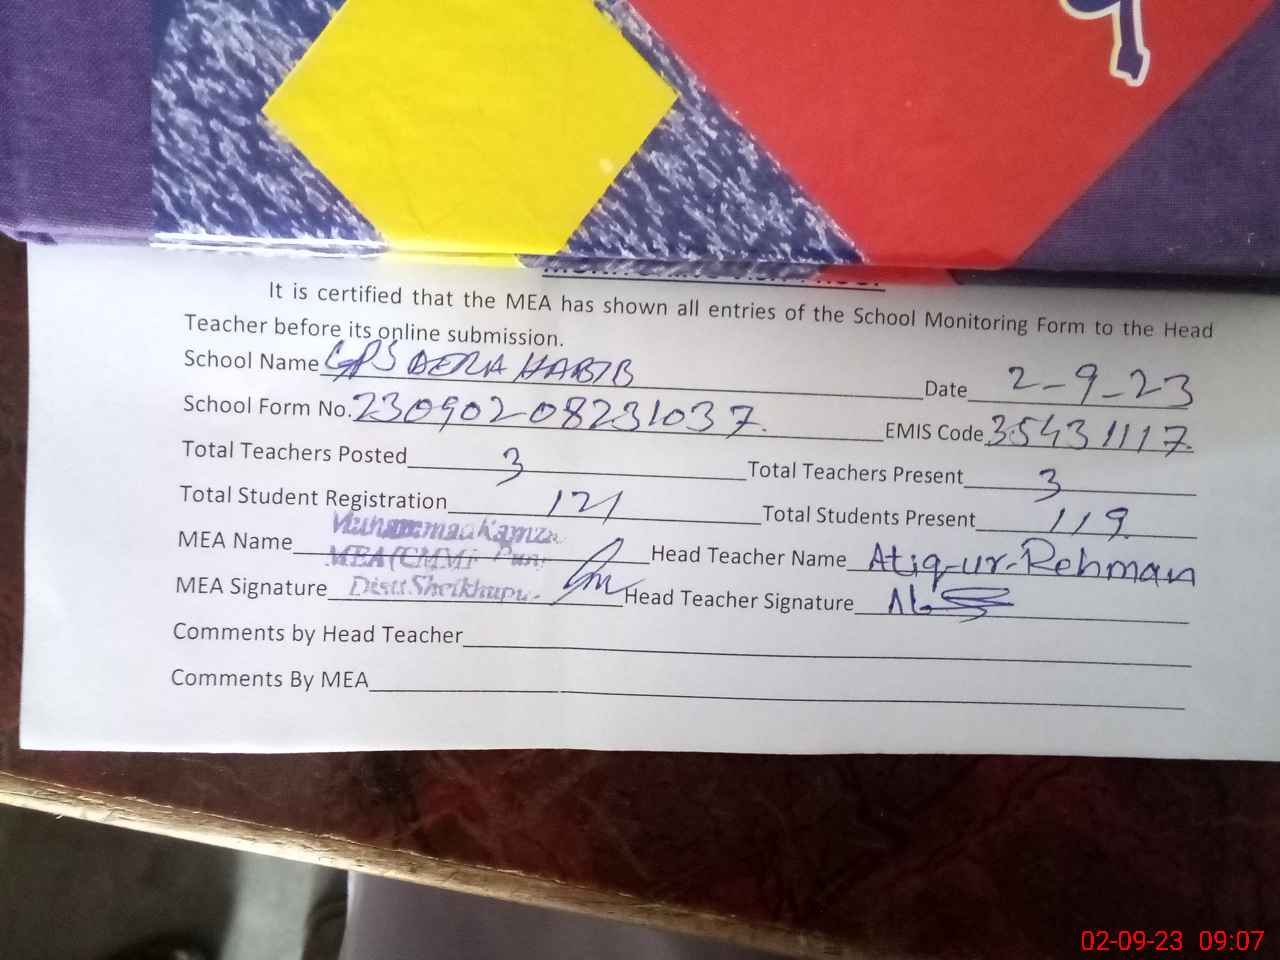 It is certified that the MEA has shown all entries of the School Monitoring Form to the Head
Teacher before its online submission.
School Name GPS DERA HABIB Date 2-9-23
School Form No. 23090208231037. EMIS Code 35431117.
Total Teachers Posted 3 Total Teachers Present 3
Total Student Registration 121 Total Students Present 119
MEA Name Muhammad MEA Head Teacher Name Atiq-ur-Rehman
MEA Signature Distt. Head Teacher Signature
Comments by Head Teacher
Comments By MEA
02-09-23 09:07